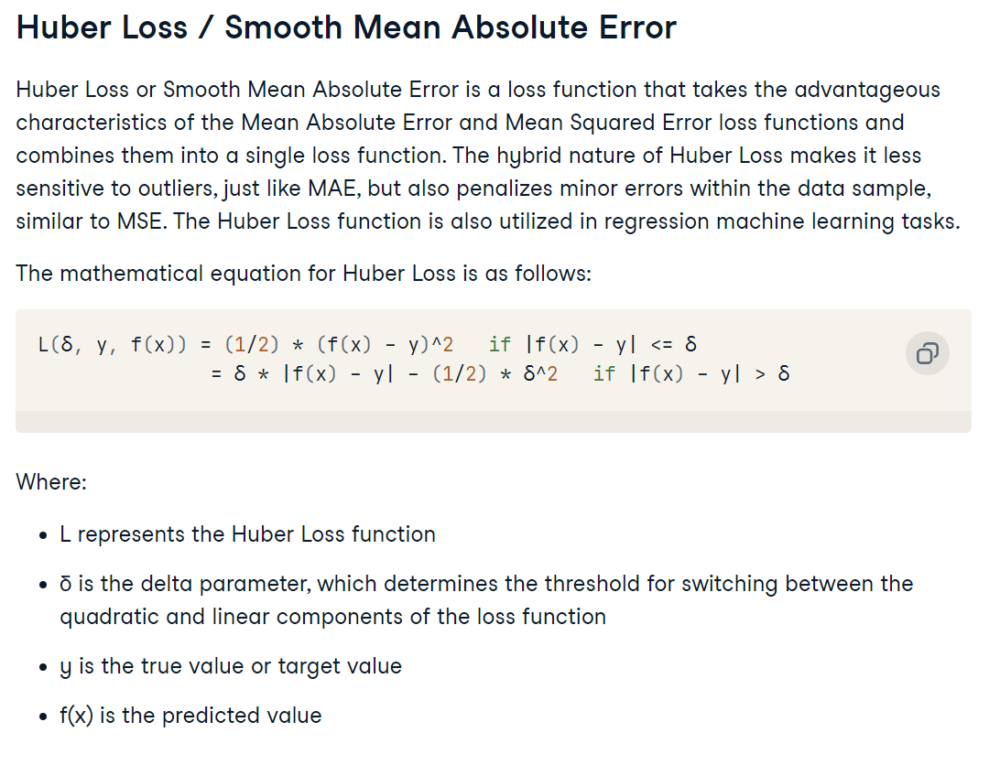 Huber Loss / Smooth Mean Absolute Error
Huber Loss or Smooth Mean Absolute Error is a loss function that takes the advantageous
characteristics of the Mean Absolute Error and Mean Squared Error loss functions and
combines them into a single loss function. The hybrid nature of Huber Loss makes it less
sensitive to outliers, just like MAE, but also penalizes minor errors within the data sample,
similar to MSE. The Huber Loss function is also utilized in regression machine learning tasks.
The mathematical equation for Huber Loss is as follows:
L(δ, y, f(x)) = (1/2) * (f(x) - y)^2   if |f(x) - y| <= δ
= δ * |f(x) - y| - (1/2) * δ^2   if |f(x) - y| > δ
Where:
• L represents the Huber Loss function
• δ is the delta parameter, which determines the threshold for switching between the
quadratic and linear components of the loss function
• y is the true value or target value
• f(x) is the predicted value